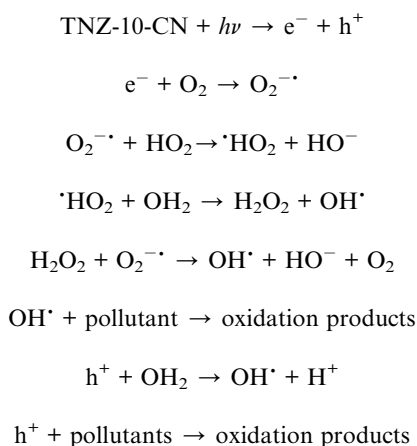 TNZ-10-CN + hν → e⁻ + h⁺
e⁻ + O₂ → O₂⁻˙
O₂⁻˙ + HO₂→˙HO₂ + HO⁻
˙HO₂ + OH₂ → H₂O₂ + OH˙
H₂O₂ + O₂⁻˙ → OH˙ + HO⁻ + O₂
OH˙ + pollutant → oxidation products
h⁺ + OH₂ → OH˙ + H⁺
h⁺ + pollutants → oxidation products